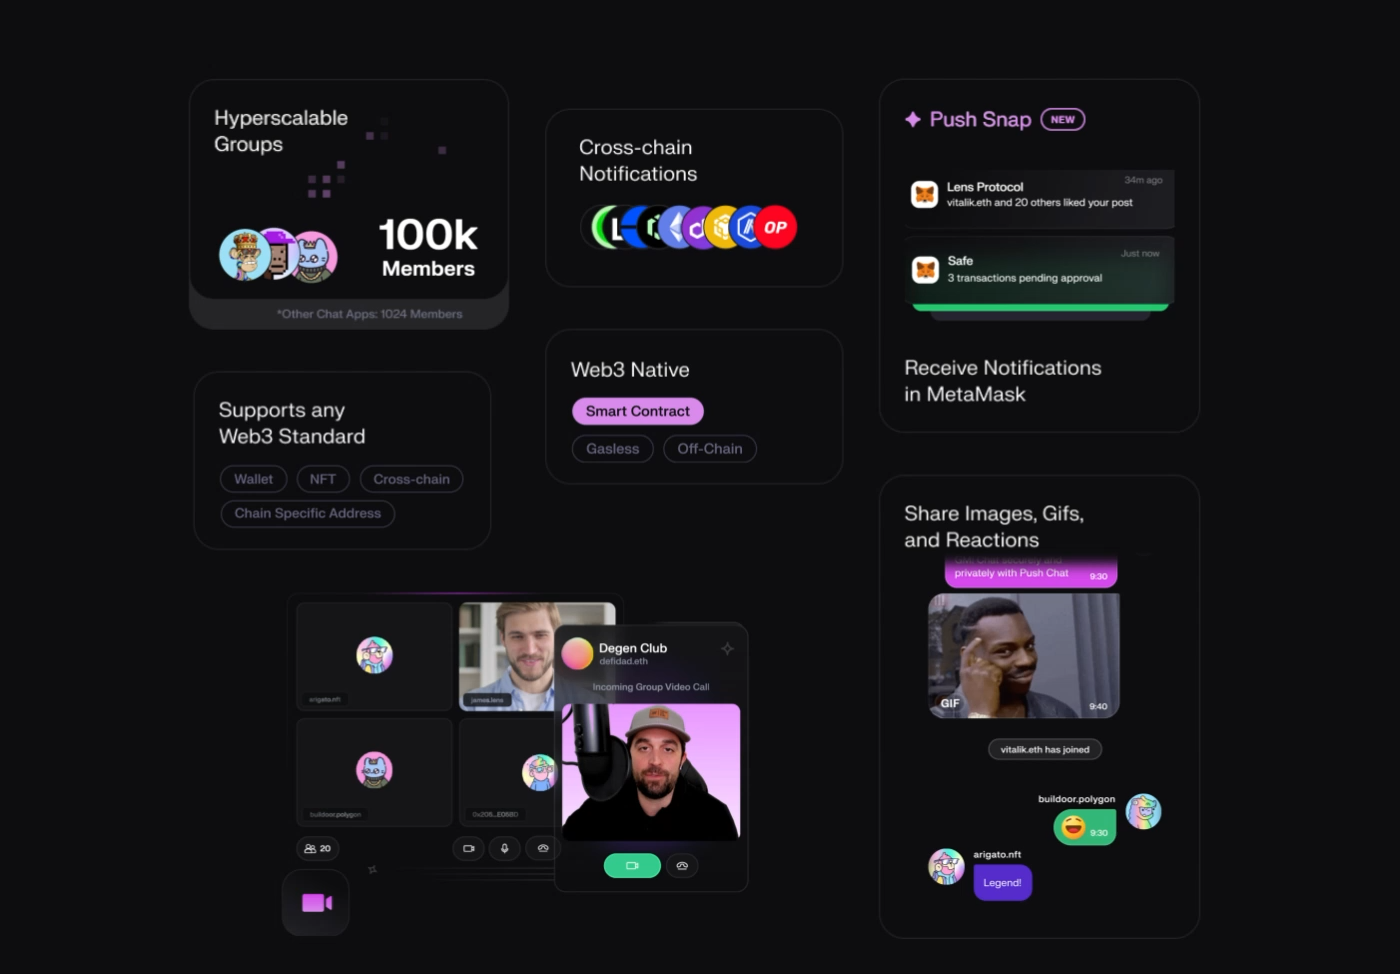 Hyperscalable
Groups
100k
Members
*Other Chat Apps: 1024 Members
Cross-chain
Notifications
OP
Push Snap NEW
34m ago
Lens Protocol
vitalik.eth and 20 others liked your post
Just now
Safe
3 transactions pending approval
Receive Notifications
in MetaMask
Supports any
Web3 Standard
Wallet NFT Cross-chain
Chain Specific Address
Web3 Native
Smart Contract
Gasless Off-Chain
Share Images, Gifs,
and Reactions
privately with Push Chat 9:30
GIF 9:40
vitalik.eth has joined
buildoor.polygon
9:30
arigato.nft
Legend!
arigato.nft
james.lens
buildoor.polygon
20
Degen Club
defidad.eth
Incoming Group Video Call